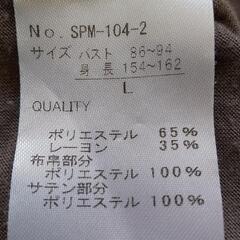 No. SPM-104-2
サイズ バスト 86~94
身長 154~162
L
QUALITY
ポリエステル 65%
レーヨン 35%
布帛部分
ポリエステル 100%
サテン部分
ポリエステル 100%